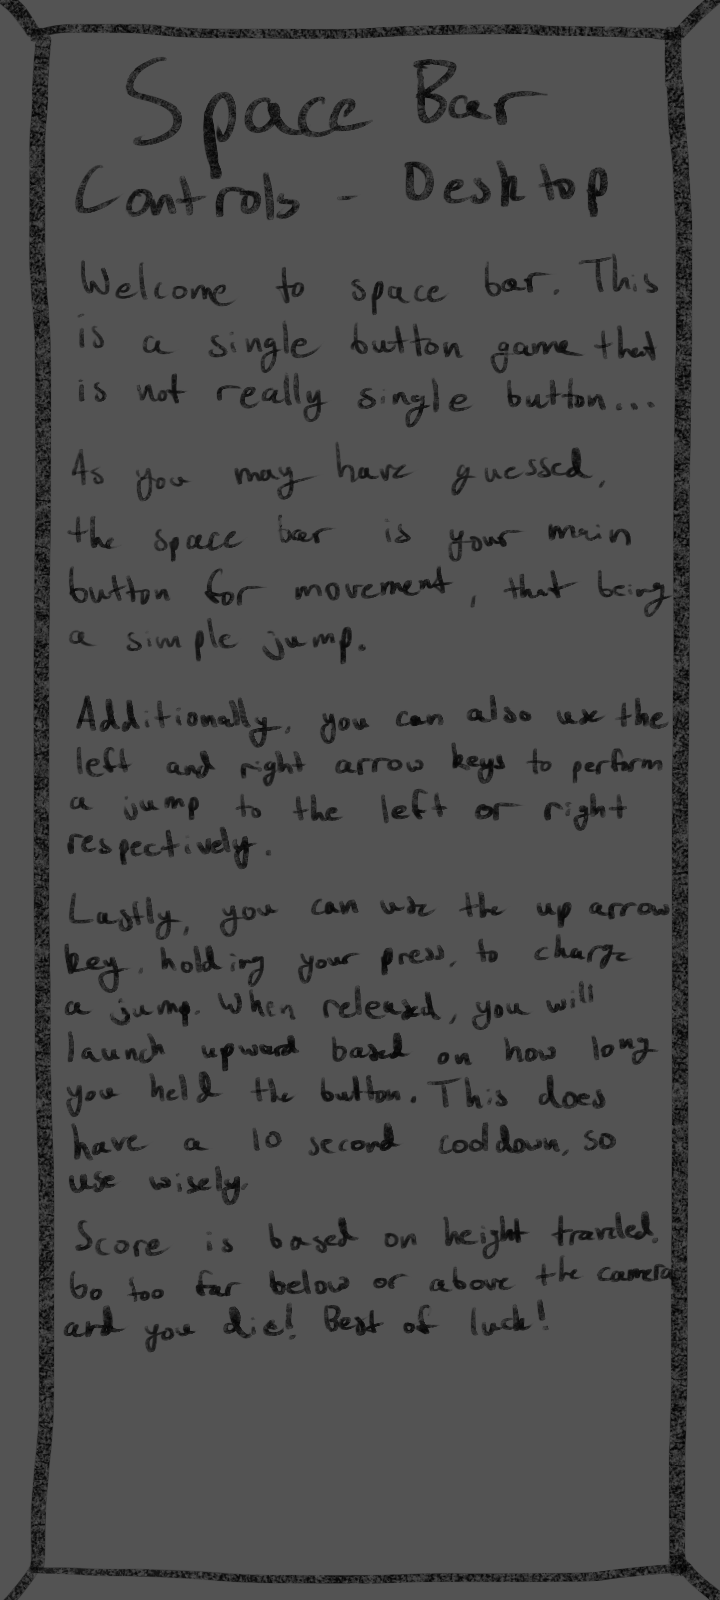 Space Bar
Controls - Desktop
Welcome to space bar. This
is a single button game that
is not really single button...
As you may have guessed,
the space bar is your main
button for movement, that being
a simple jump.
Additionally, you can also use the
left and right arrow keys to perform
a jump to the left or right
respectively.
Lastly, you can use the up arrow
key, holding your press, to charge
a jump. When released, you will
launch upward based on how long
you held the button. This does
have a 10 second cooldown, so
use wisely.
Score is based on height traveled.
Go too far below or above the camera
and you die! Best of luck!